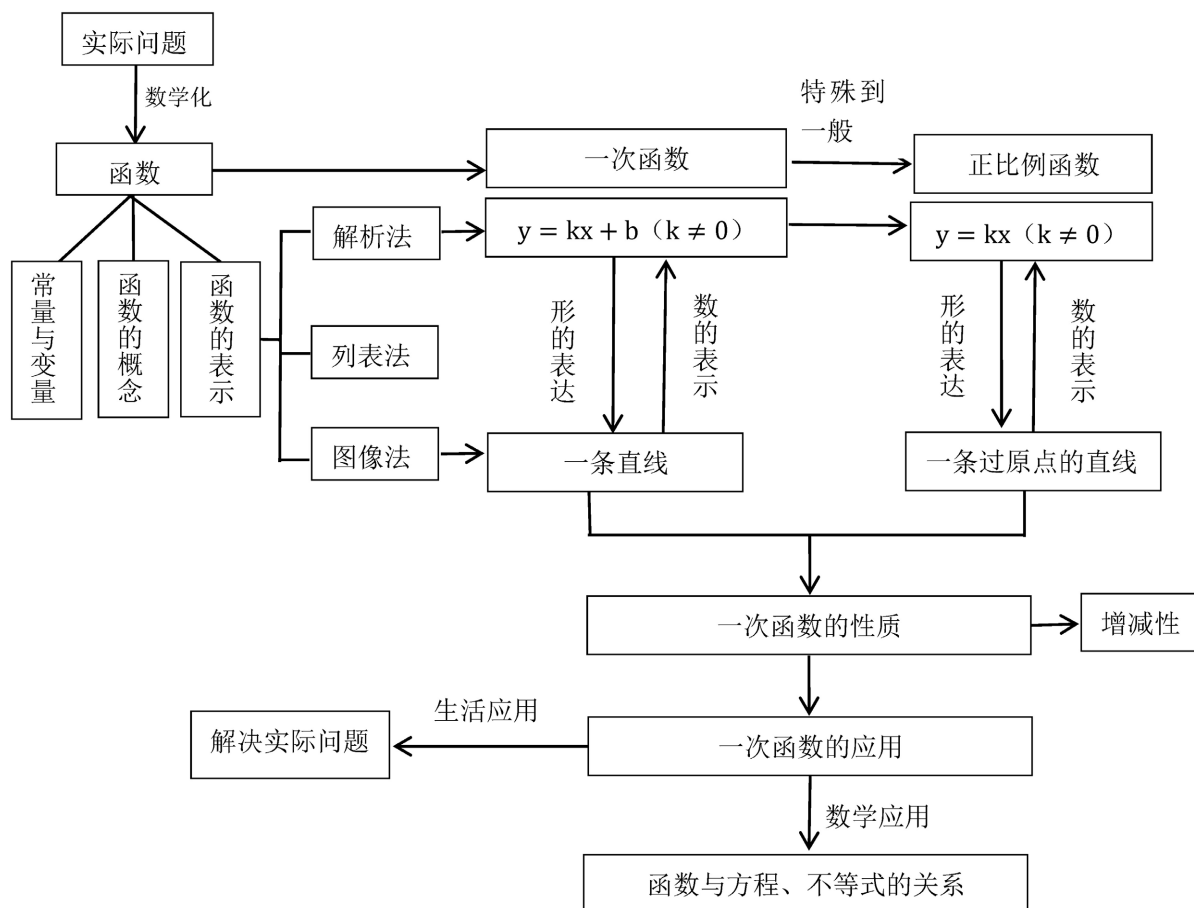 实际问题
数学化
函数
特殊到
一般
一次函数
正比例函数
解析法
y = kx + b（k ≠ 0）
y = kx（k ≠ 0）
常量与变量
函数的概念
函数的表示
列表法
形的表达
数的表示
形的表达
数的表示
图像法
一条直线
一条过原点的直线
一次函数的性质
增减性
生活应用
解决实际问题
一次函数的应用
数学应用
函数与方程、不等式的关系